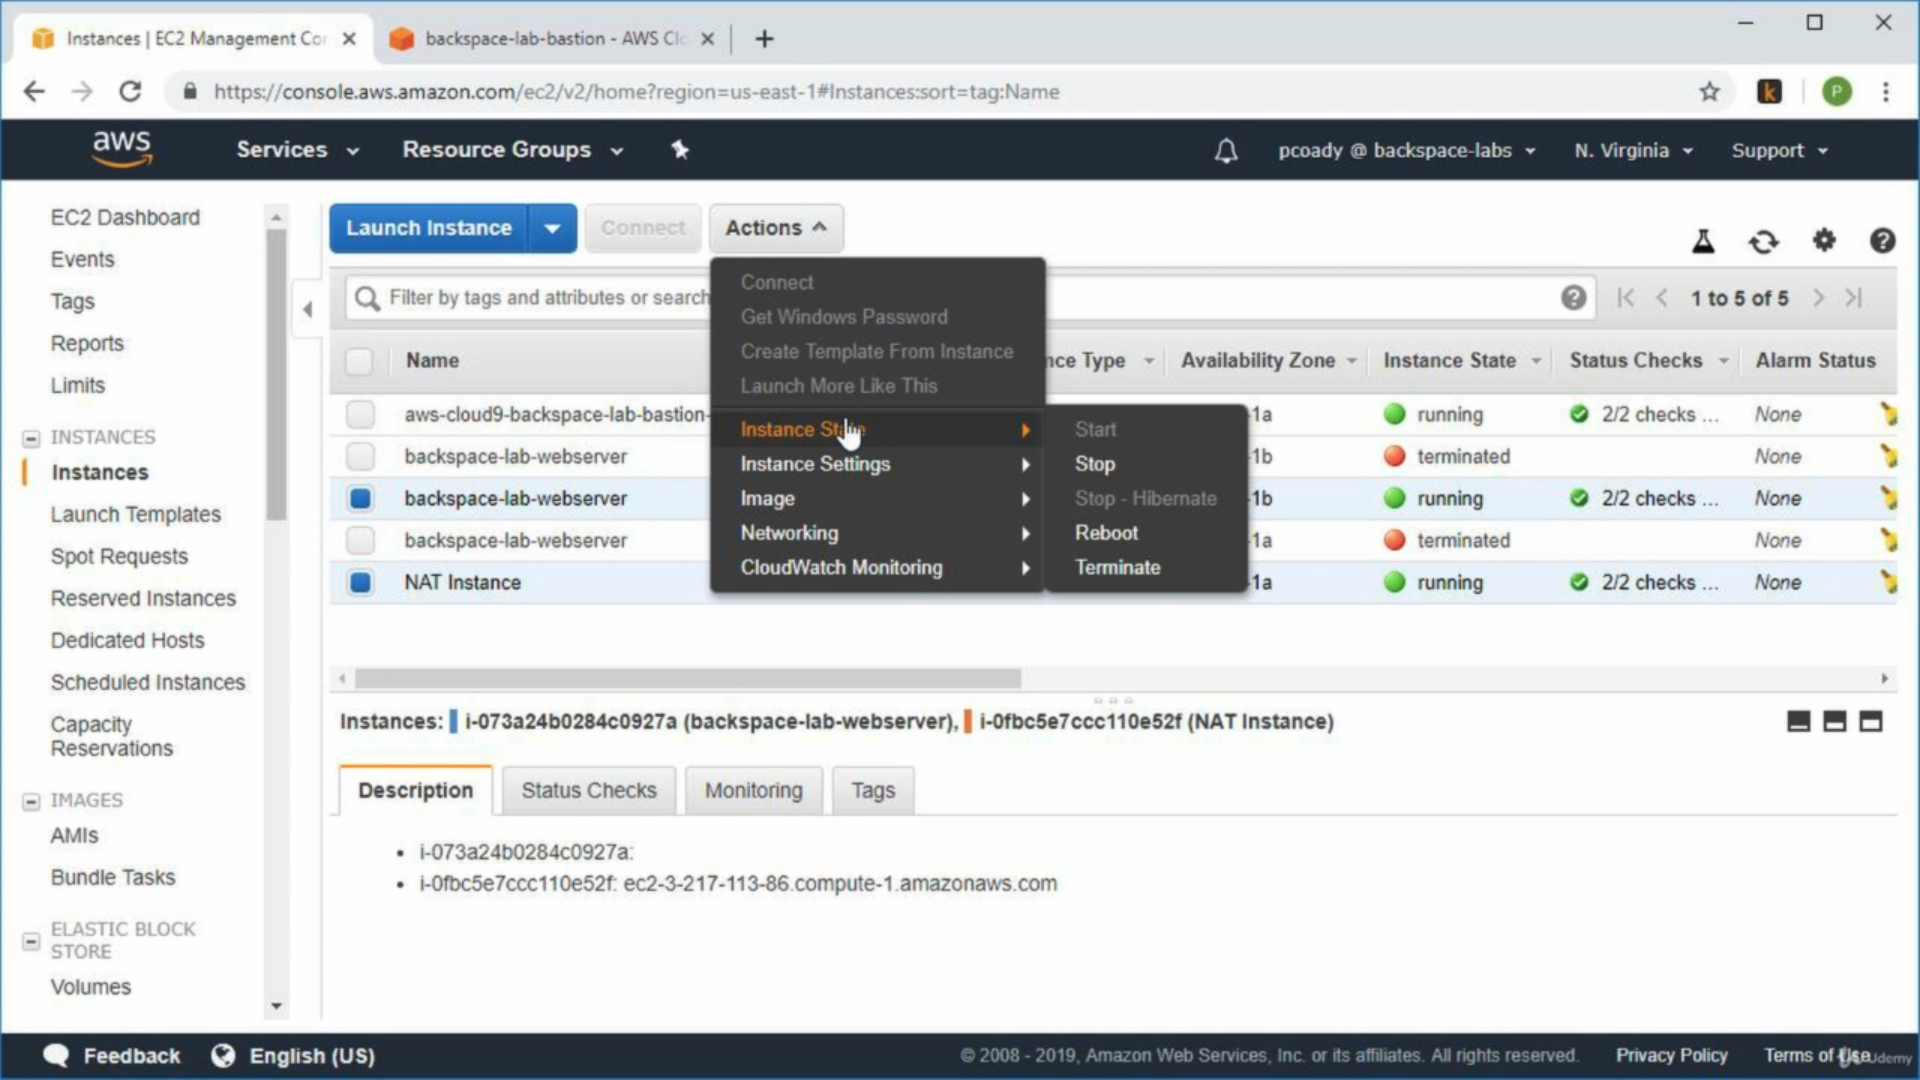 Instances | EC2 Management Cor
backspace-lab-bastion - AWS Clo
https://console.aws.amazon.com/ec2/v2/home?region=us-east-1#Instances:sort=tag:Name
k
P
aws
Services
Resource Groups
pcoady @ backspace-labs
N. Virginia
Support
EC2 Dashboard
Events
Tags
Reports
Limits
INSTANCES
Instances
Launch Templates
Spot Requests
Reserved Instances
Dedicated Hosts
Scheduled Instances
Capacity
Reservations
IMAGES
AMIs
Bundle Tasks
ELASTIC BLOCK
STORE
Volumes
Launch Instance
Connect
Actions
Filter by tags and attributes or search
1 to 5 of 5
Name
nce Type
Availability Zone
Instance State
Status Checks
Alarm Status
aws-cloud9-backspace-lab-bastion-
1a
running
2/2 checks ...
None
backspace-lab-webserver
1b
terminated
None
backspace-lab-webserver
1b
running
2/2 checks ...
None
backspace-lab-webserver
1a
terminated
None
NAT Instance
1a
running
2/2 checks ...
None
Connect
Get Windows Password
Create Template From Instance
Launch More Like This
Instance State
Instance Settings
Image
Networking
CloudWatch Monitoring
Start
Stop
Stop - Hibernate
Reboot
Terminate
Instances: i-073a24b0284c0927a (backspace-lab-webserver), i-0fbc5e7ccc110e52f (NAT Instance)
Description
Status Checks
Monitoring
Tags
i-073a24b0284c0927a:
i-0fbc5e7ccc110e52f: ec2-3-217-113-86.compute-1.amazonaws.com
Feedback
English (US)
© 2008 - 2019, Amazon Web Services, Inc. or its affiliates. All rights reserved.
Privacy Policy
Terms of Use
Udemy